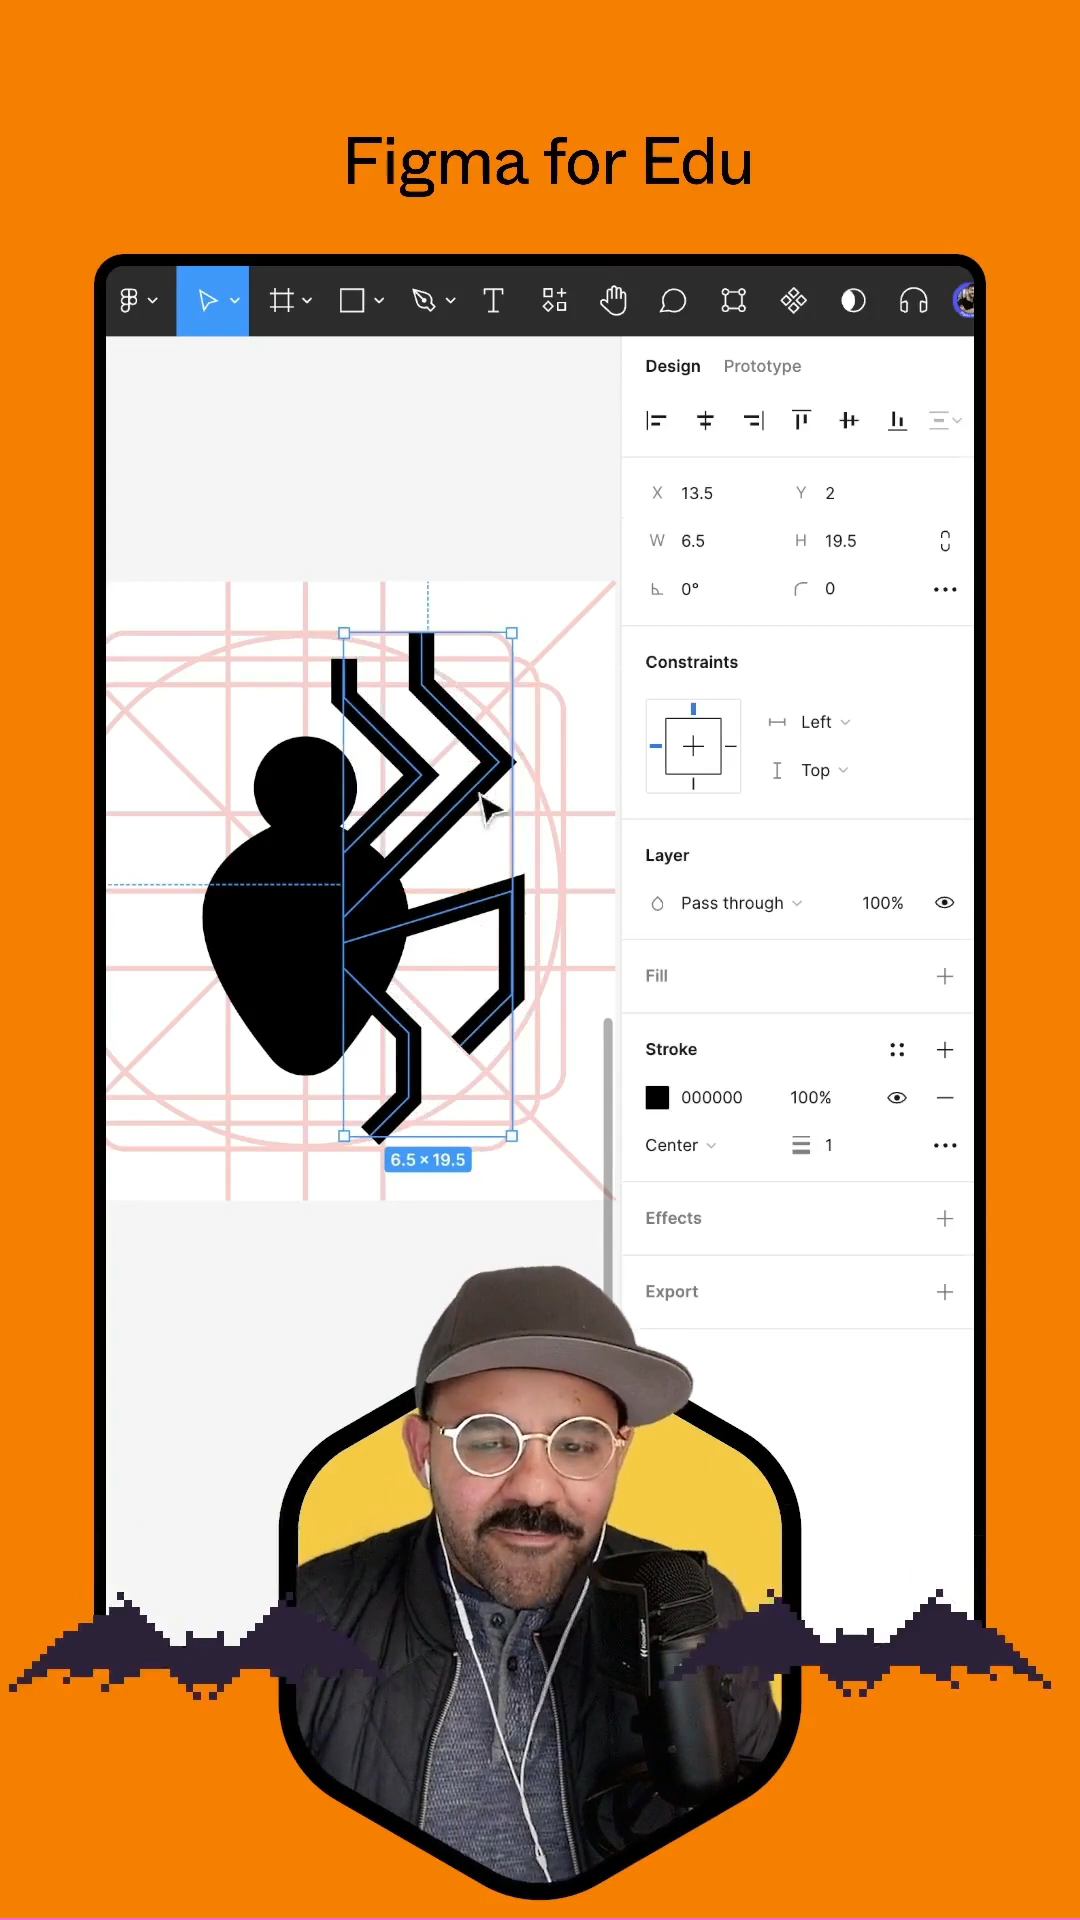 Figma for Edu
Design Prototype
X 13.5 Y 2
W 6.5 H 19.5
0° 0
Constraints
Left
Top
Layer
Pass through 100%
Fill
Stroke
000000 100%
Center 1
6.5 × 19.5
Effects
Export